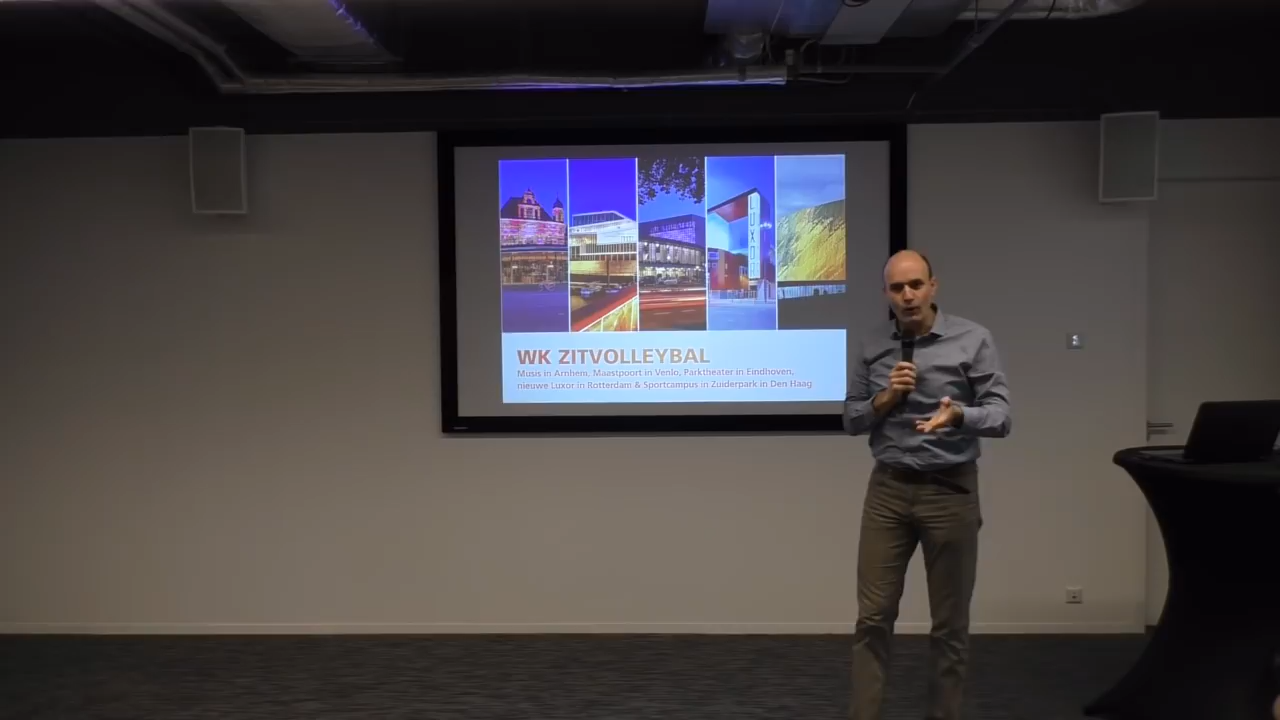 LUXOR
WK ZITVOLLEYBAL
Musis in Arnhem, Maastpoort in Venlo, Parktheater in Eindhoven,
nieuwe Luxor in Rotterdam & Sportcampus in Zuiderpark in Den Haag